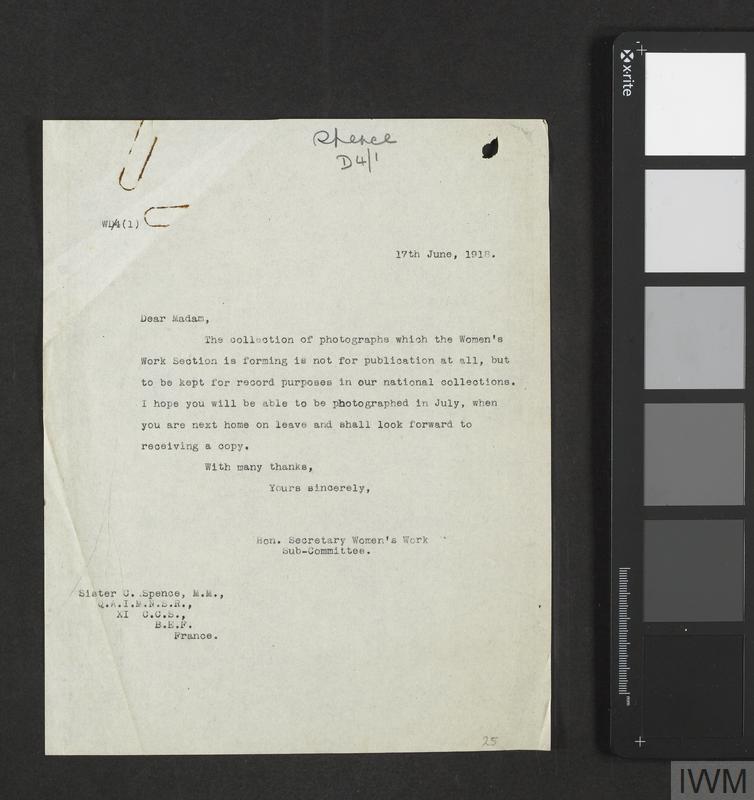 Spence
D4/1
(1)
17th June, 1918.
Dear Madam,
The collection of photographs which the Women's
Work Section is forming is not for publication at all, but
to be kept for record purposes in our national collections.
I hope you will be able to be photographed in July, when
you are next home on leave and shall look forward to
receiving a copy.
With many thanks,
Yours sincerely,
Hon. Secretary Women's Work
Sub-Committee.
Sister C. Spence, M.M.,
Q.A.I.M.N.S.R.,
XI C.C.S.,
B.E.F.
France.
25
x-rite
mm
IWM